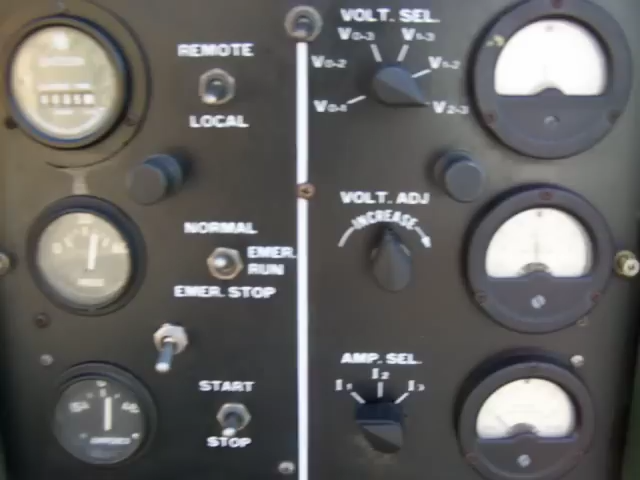 REMOTE
LOCAL
NORMAL
EMER.
RUN
EMER. STOP
START
STOP
VOLT. SEL.
V0-3 V1-3
V0-2 V1-2
V0-1 V2-3
VOLT. ADJ
INCREASE
AMP. SEL.
I1 I2 I3